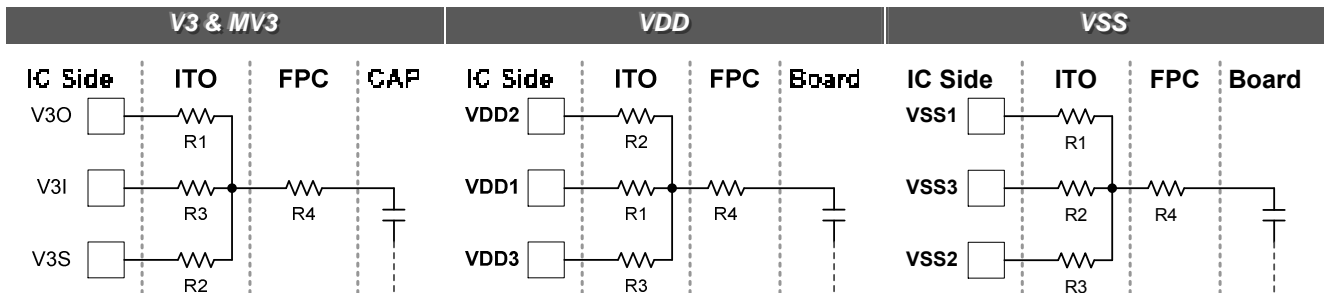 V3 & MV3 VDD VSS
IC Side ITO FPC CAP IC Side ITO FPC Board IC Side ITO FPC Board
V3O VDD2 VSS1
R1 R2 R1
V3I VDD1 VSS3
R3 R4 R1 R4 R2 R4
V3S VDD3 VSS2
R2 R3 R3